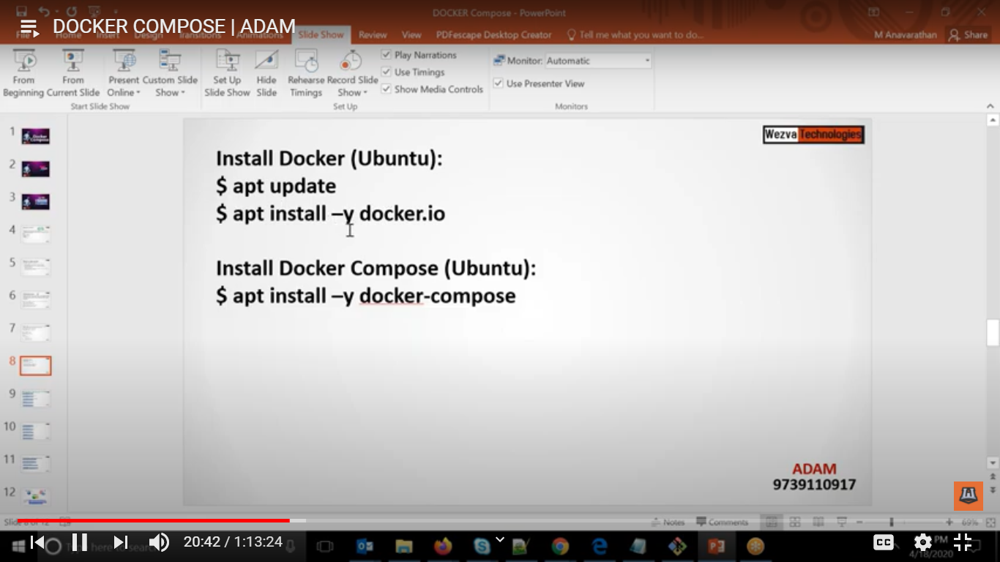 DOCKER Compose - PowerPoint
DOCKER COMPOSE | ADAM
File Home Insert Design Transitions Animations Slide Show Review View PDFescape Desktop Creator Tell me what you want to do... M Anavarathan Share
From Beginning
From Current Slide
Present Online
Custom Slide Show
Start Slide Show
Set Up Slide Show
Hide Slide
Rehearse Timings
Record Slide Show
Play Narrations
Use Timings
Show Media Controls
Set Up
Monitor: Automatic
Use Presenter View
Monitors
1
2
3
4
5
6
7
8
9
10
11
12
Wezva Technologies
Install Docker (Ubuntu):
$ apt update
$ apt install –y docker.io
Install Docker Compose (Ubuntu):
$ apt install –y docker-compose
ADAM
9739110917
Slide 8 of 12
Notes Comments 69%
20:42 / 1:13:24
CC
PM
4/18/2020